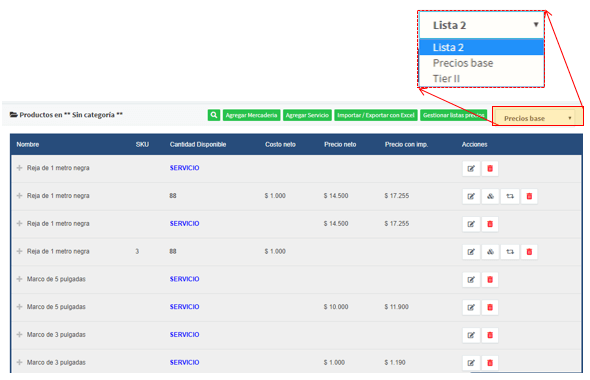 Lista 2
Lista 2
Precios base
Tier II
Productos en ** Sin categoría **
Agregar Mercadería
Agregar Servicio
Importar / Exportar con Excel
Gestionar listas precios
Precios base
Nombre SKU Cantidad Disponible Costo neto Precio neto Precio con imp. Acciones
Reja de 1 metro negra SERVICIO
Reja de 1 metro negra 88 $ 1.000 $ 14.500 $ 17.255
Reja de 1 metro negra SERVICIO $ 14.500 $ 17.255
Reja de 1 metro negra 3 88 $ 1.000
Marco de 5 pulgadas SERVICIO
Marco de 5 pulgadas SERVICIO $ 10.000 $ 11.900
Marco de 3 pulgadas SERVICIO
Marco de 3 pulgadas SERVICIO $ 1.000 $ 1.190